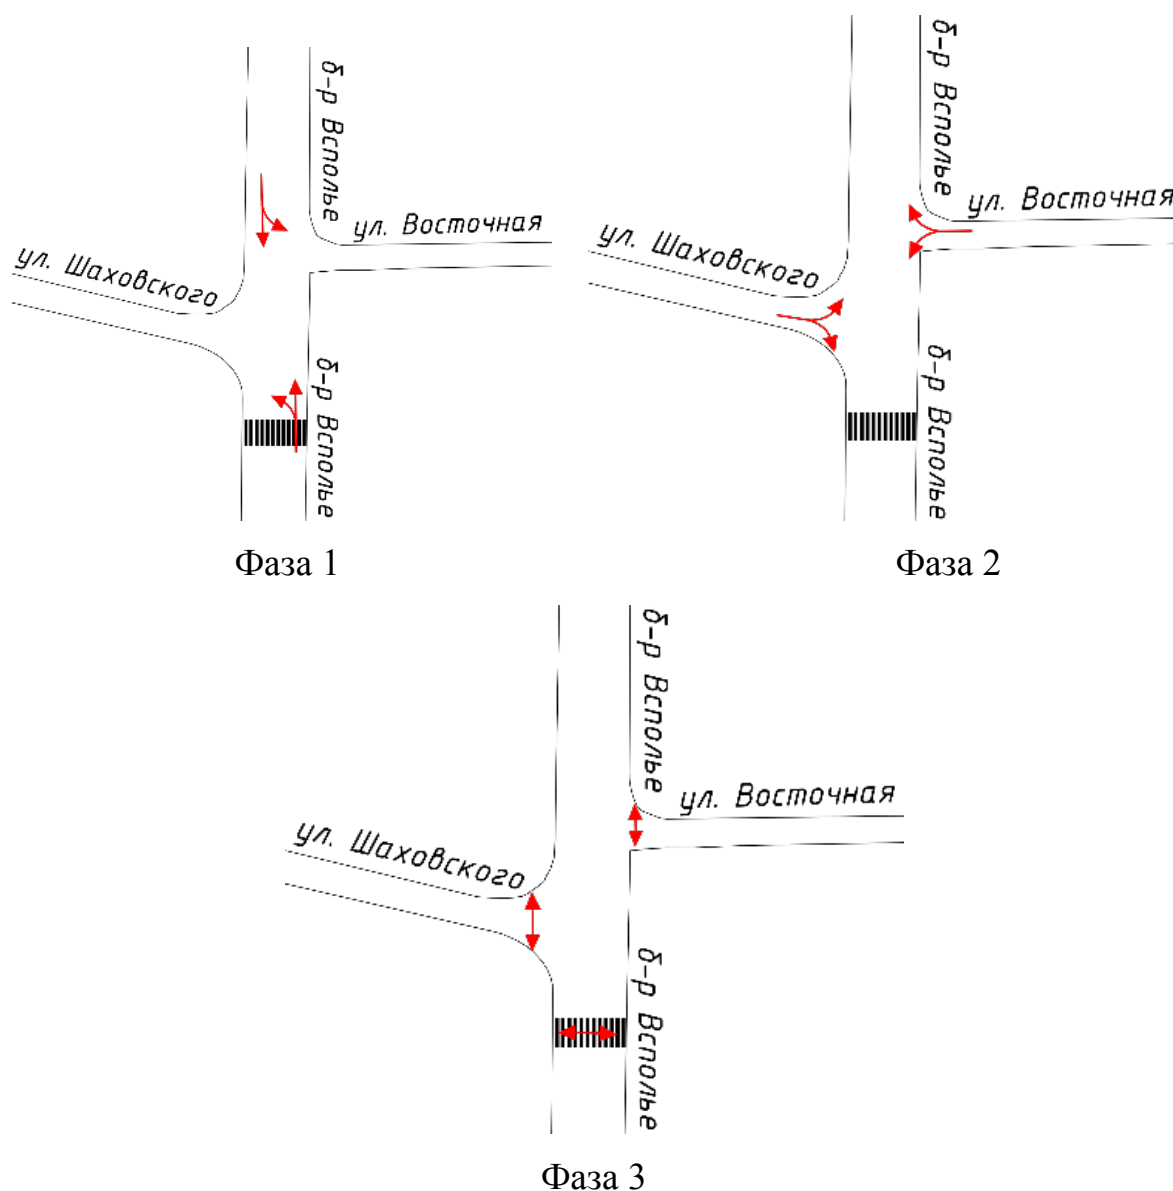 б-р Всполье
ул. Восточная
ул. Шаховского
б-р Всполье
Фаза 1
б-р Всполье
ул. Восточная
ул. Шаховского
б-р Всполье
Фаза 2
б-р Всполье
ул. Восточная
ул. Шаховского
б-р Всполье
Фаза 3